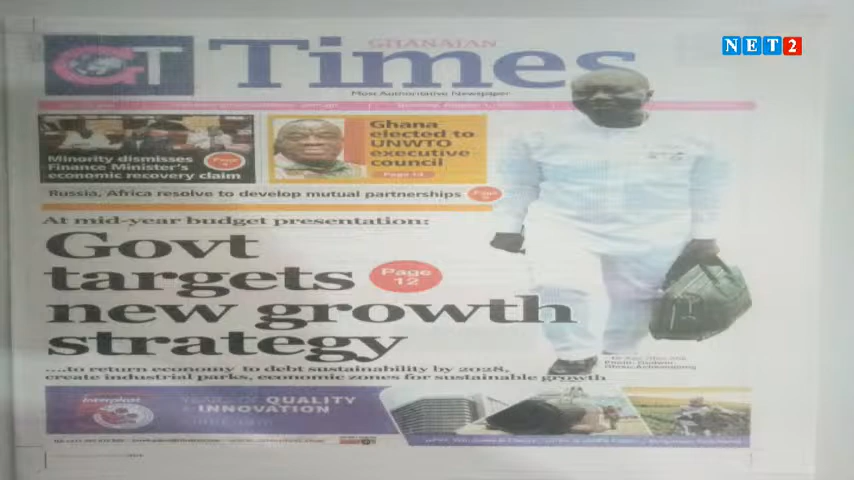 NET2
GT
GHANAIAN
Times
Most Authoritative Newspaper
Minority dismisses
Finance Minister's
economic recovery claim
Page
Ghana
elected to
UNWTO
executive
council
Page 14
Russia, Africa resolve to develop mutual partnerships
Page
At mid-year budget presentation:
Govt
targets
new growth
strategy
Page
12
....to return economy to debt sustainability by 2028,
create industrial parks, economic zones for sustainable growth
interplast
YEARS OF QUALITY
& INNOVATION